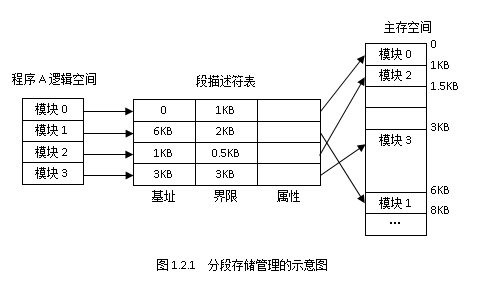 主存空间
程序 A 逻辑空间
段描述符表
模块 0
模块 1
模块 2
模块 3
0 1KB
6KB 2KB
1KB 0.5KB
3KB 3KB
基址 界限 属性
0
模块 0
1KB
模块 2
1.5KB
3KB
模块 3
6KB
模块 1
8KB
…
图 1.2.1 分段存储管理的示意图